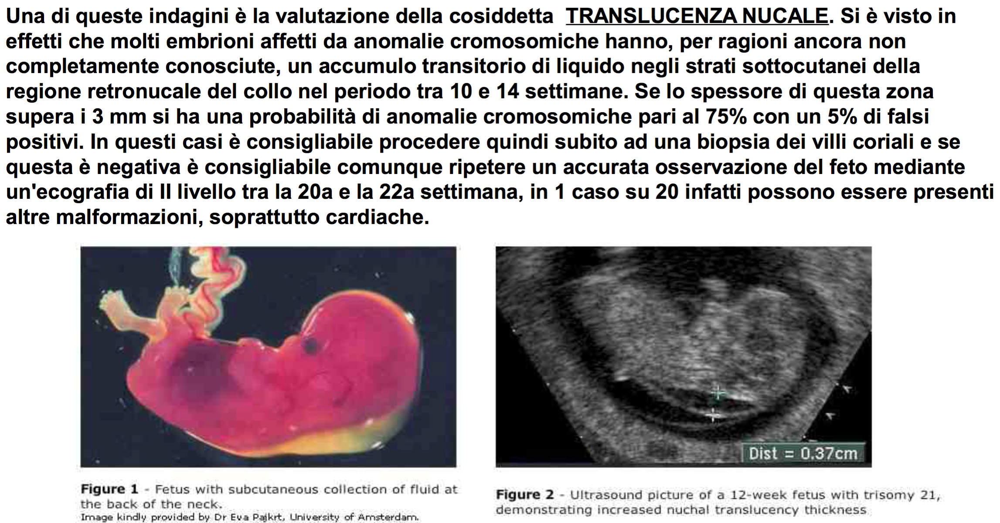 Una di queste indagini è la valutazione della cosiddetta  TRANSLUCENZA NUCALE. Si è visto in
effetti che molti embrioni affetti da anomalie cromosomiche hanno, per ragioni ancora non
completamente conosciute, un accumulo transitorio di liquido negli strati sottocutanei della
regione retronucale del collo nel periodo tra 10 e 14 settimane. Se lo spessore di questa zona
supera i 3 mm si ha una probabilità di anomalie cromosomiche pari al 75% con un 5% di falsi
positivi. In questi casi è consigliabile procedere quindi subito ad una biopsia dei villi coriali e se
questa è negativa è consigliabile comunque ripetere un accurata osservazione del feto mediante
un'ecografia di II livello tra la 20a e la 22a settimana, in 1 caso su 20 infatti possono essere presenti
altre malformazioni, soprattutto cardiache.
Dist = 0.37cm
Figure 1 - Fetus with subcutaneous collection of fluid at
the back of the neck.
Image kindly provided by Dr Eva Pajkrt, University of Amsterdam.
Figure 2 - Ultrasound picture of a 12-week fetus with trisomy 21,
demonstrating increased nuchal translucency thickness